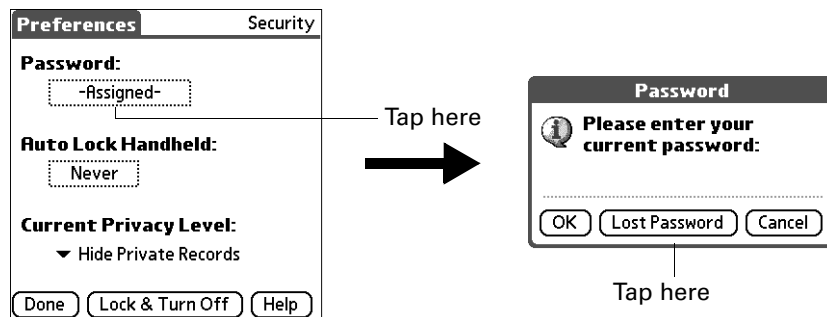 Preferences Security
Password:
-Assigned-
Tap here
Auto Lock Handheld:
Never
Current Privacy Level:
Hide Private Records
Done Lock & Turn Off Help
Password
Please enter your
current password:
OK Lost Password Cancel
Tap here